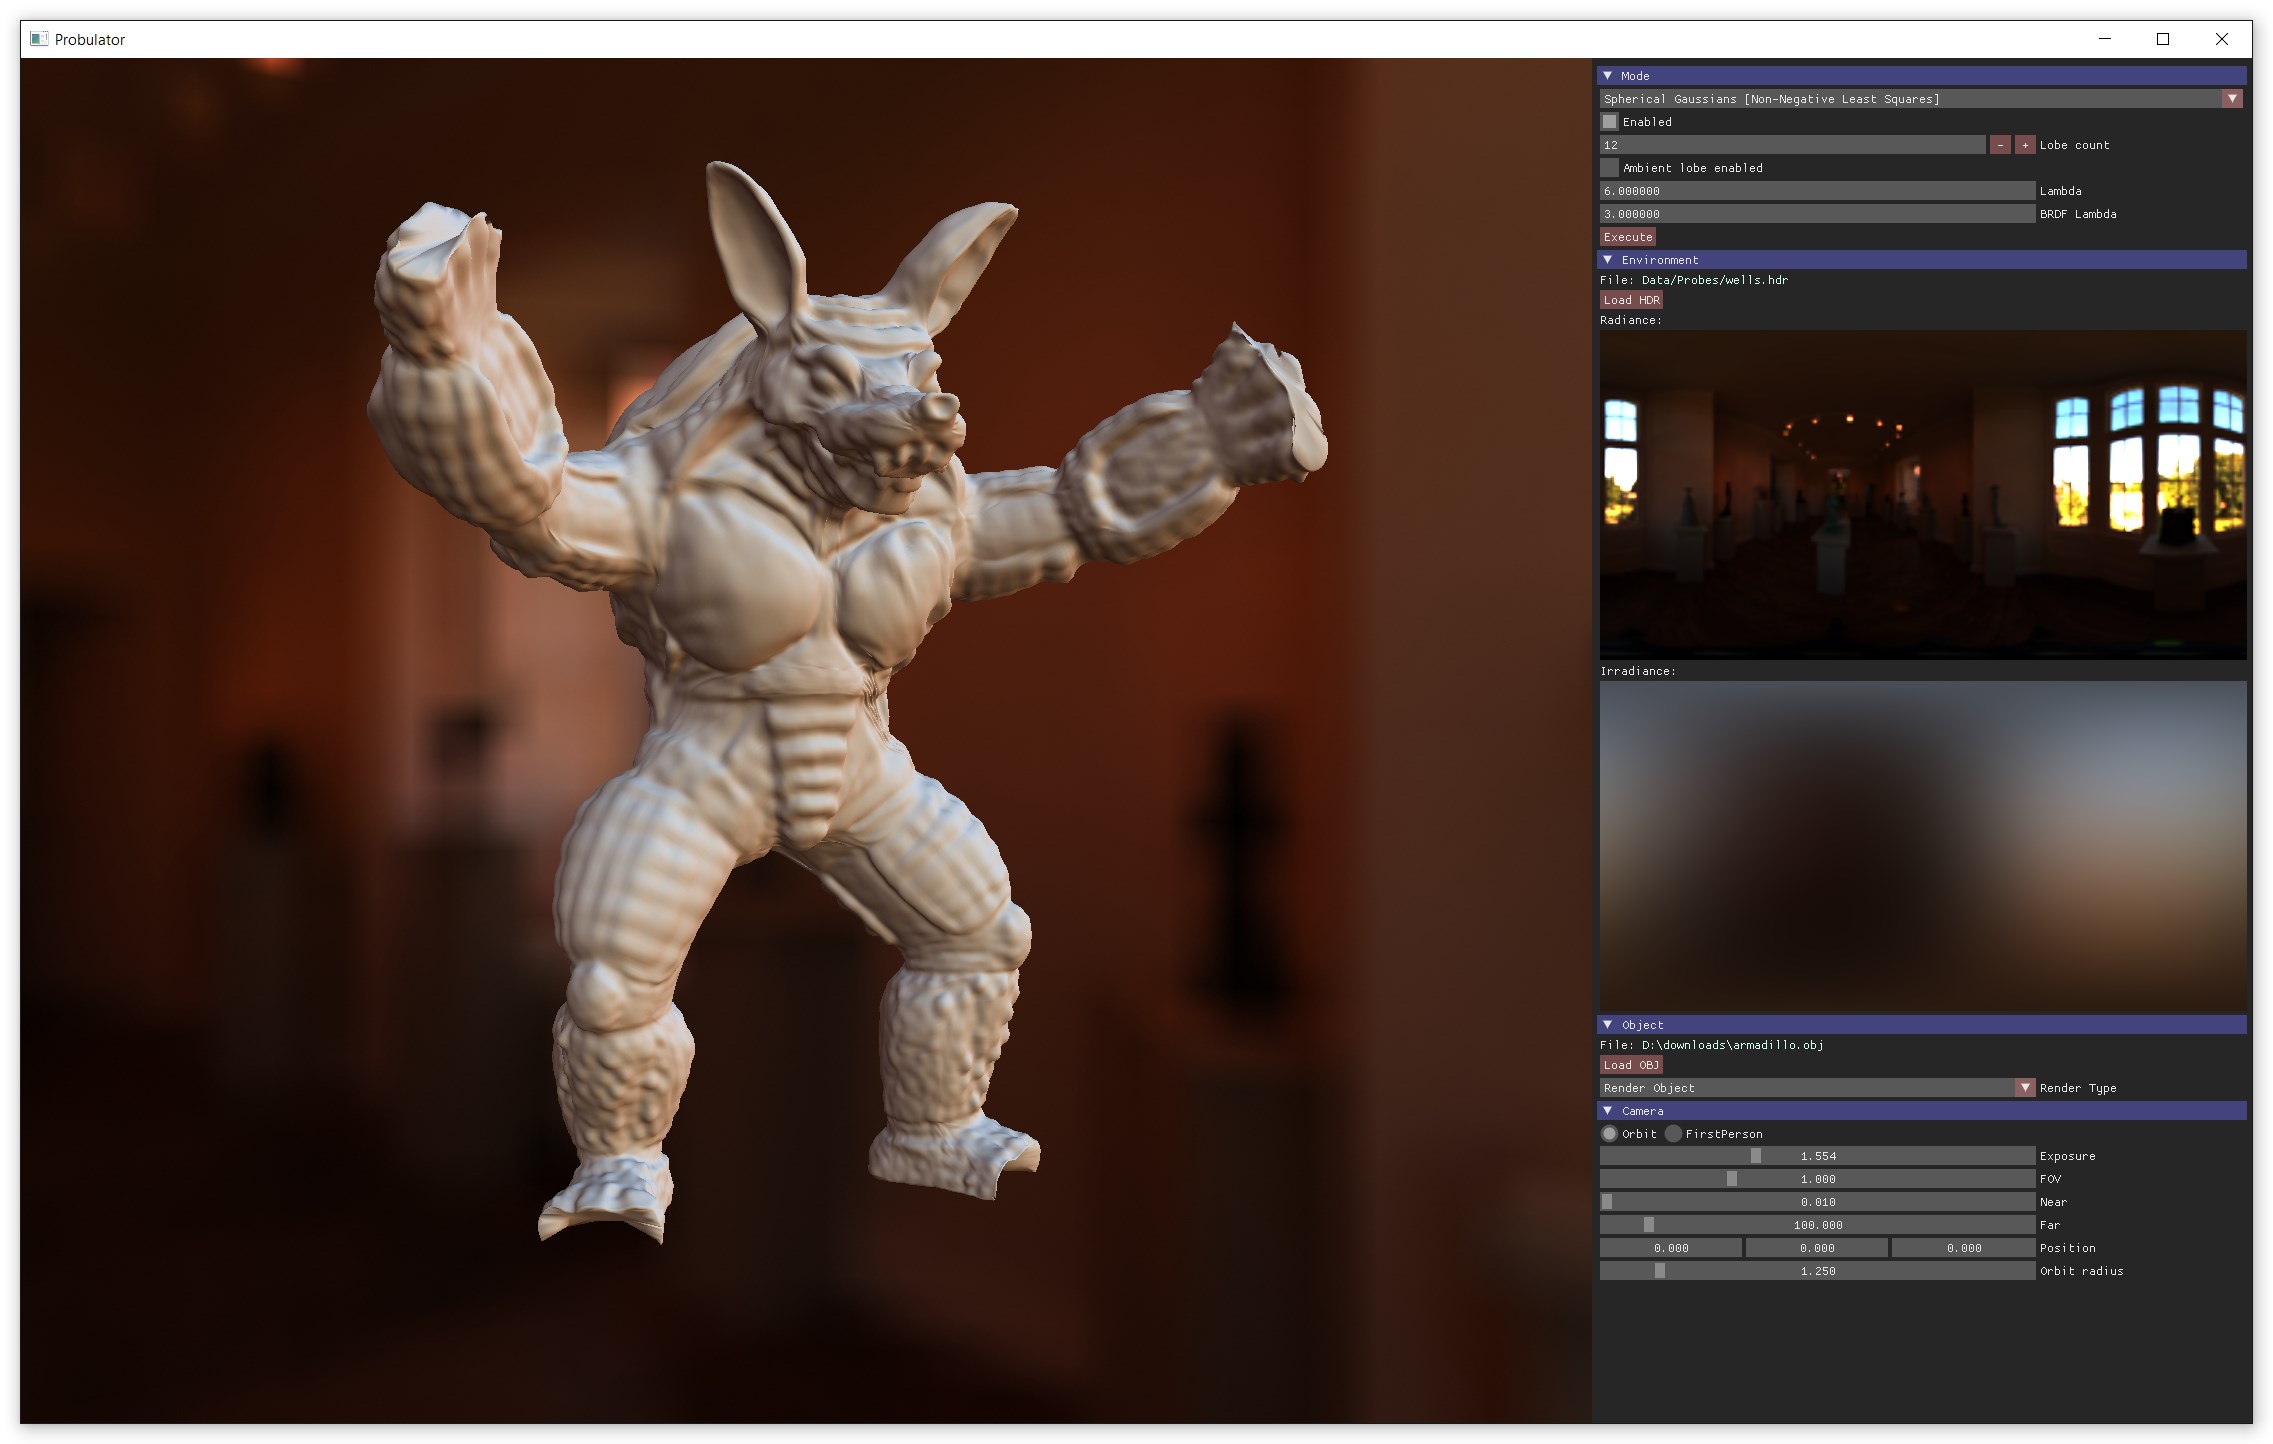 Probulator
Mode
Spherical Gaussians [Non-Negative Least Squares]
Enabled
12 - + Lobe count
Ambient lobe enabled
6.000000 Lambda
3.000000 BRDF Lambda
Execute
Environment
File: Data/Probes/wells.hdr
Load HDR
Radiance:
Irradiance:
Object
File: D:\downloads\armadillo.obj
Load OBJ
Render Object Render Type
Camera
Orbit FirstPerson
1.554 Exposure
1.000 FOV
0.010 Near
100.000 Far
0.000 0.000 0.000 Position
1.250 Orbit radius